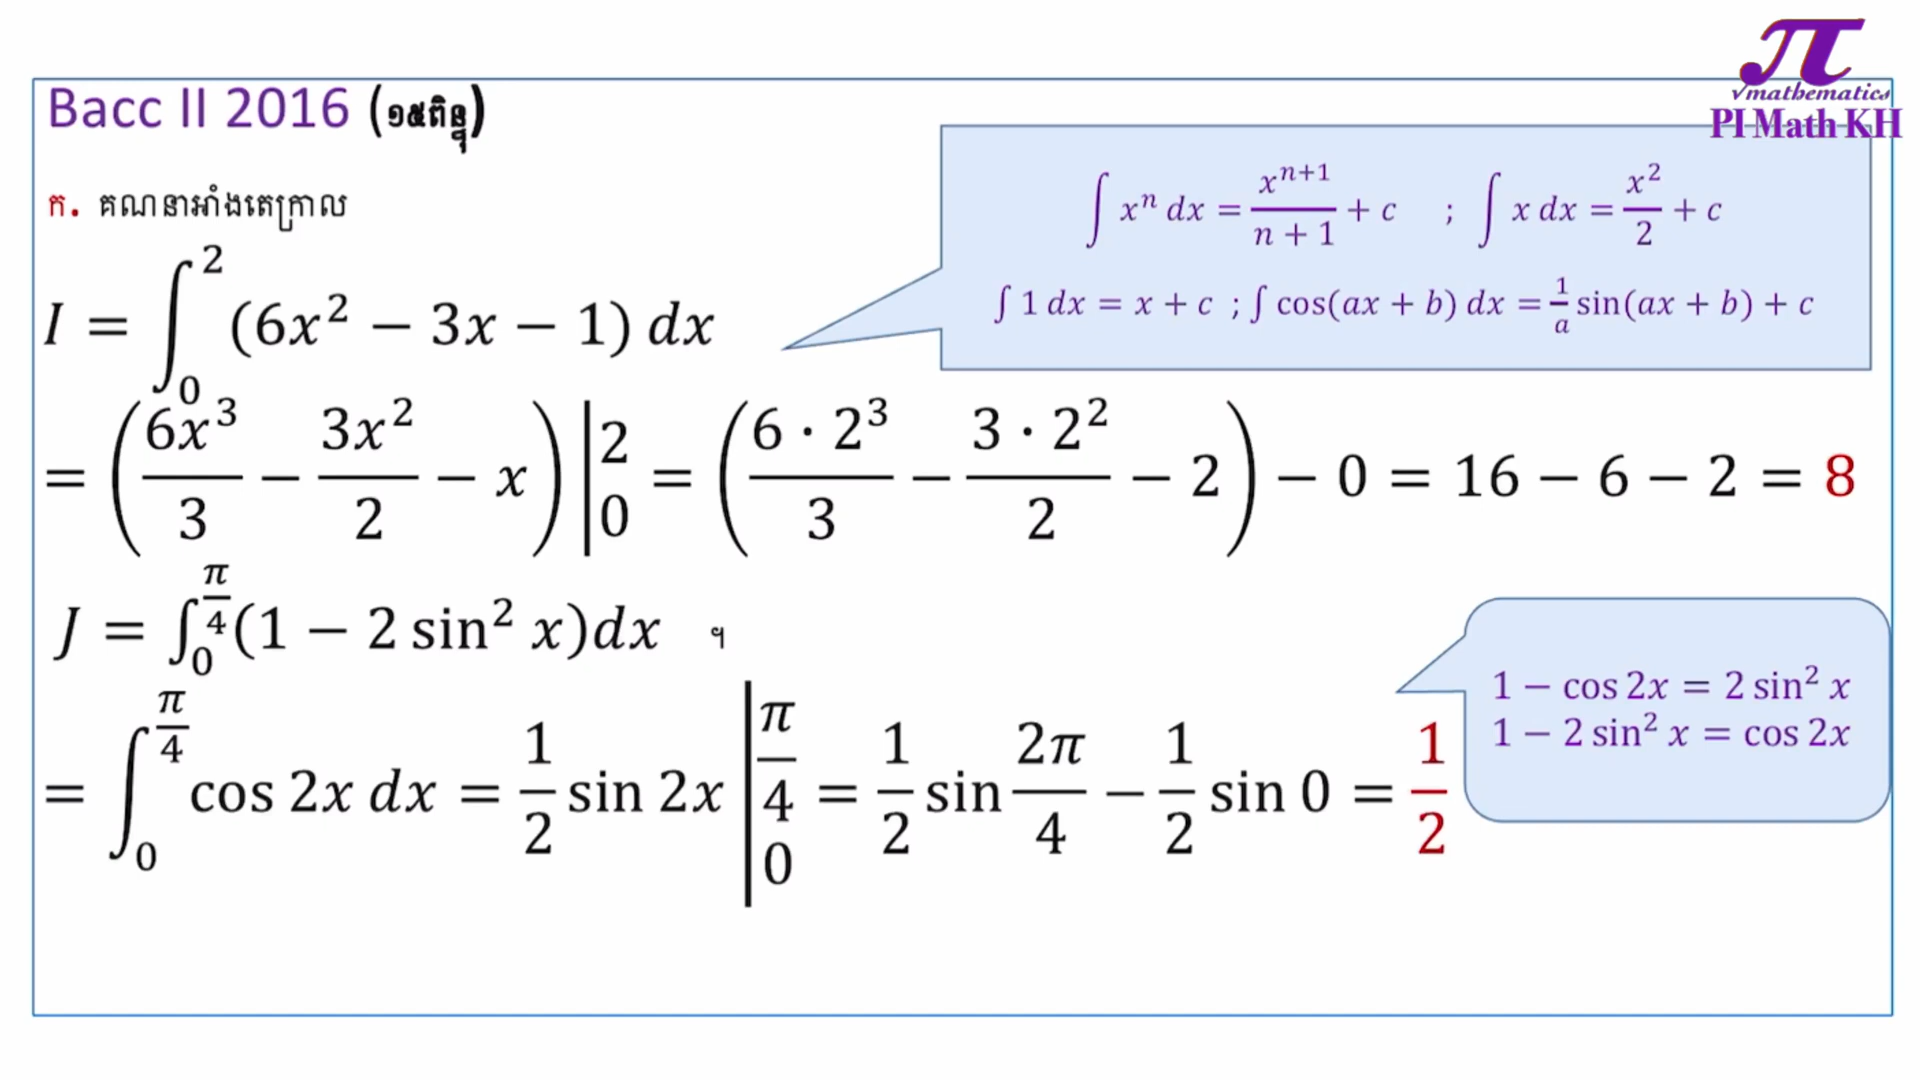 π
√mathematics
PI Math KH
Bacc II 2016 (១៥ពិន្ទុ)
ក. គណនាអាំងតេក្រាល
∫ xⁿ dx = xⁿ⁺¹/(n + 1) + c ; ∫ x dx = x²/2 + c
∫ 1 dx = x + c ; ∫ cos(ax + b) dx = 1/a sin(ax + b) + c
I = ∫₀² (6x² − 3x − 1) dx
= (6x³/3 − 3x²/2 − x) |₀² = (6 · 2³/3 − 3 · 2²/2 − 2) − 0 = 16 − 6 − 2 = 8
J = ∫₀^(π/4) (1 − 2 sin² x)dx ។
1 − cos 2x = 2 sin² x
1 − 2 sin² x = cos 2x
= ∫₀^(π/4) cos 2x dx = 1/2 sin 2x |₀^(π/4) = 1/2 sin 2π/4 − 1/2 sin 0 = 1/2